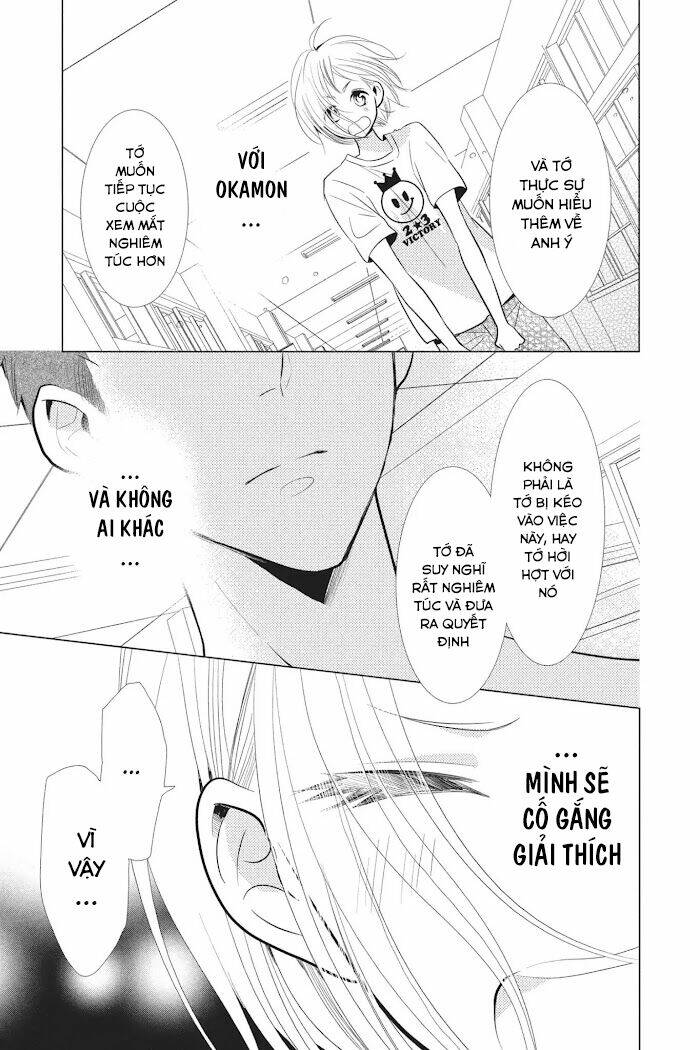 VÀ TỚ
THỰC SỰ
MUỐN HIỂU
THÊM VỀ
ANH Ý
2★3
VICTORY
VỚI
OKAMON
...
TỚ
MUỐN
TIẾP TỤC
CUỘC
XEM MẮT
NGHIÊM
TÚC HƠN
KHÔNG
PHẢI LÀ
TỚ BỊ KÉO
VÀO VIỆC
NÀY, HAY
TỚ HỜI
HỢT VỚI
NÓ
TỚ ĐÃ
SUY NGHĨ
RẤT NGHIÊM
TÚC VÀ ĐƯA
RA QUYẾT
ĐỊNH
...
VÀ KHÔNG
AI KHÁC
...
...
MÌNH SẼ
CỐ GẮNG
GIẢI THÍCH
...
VÌ
VẬY
...